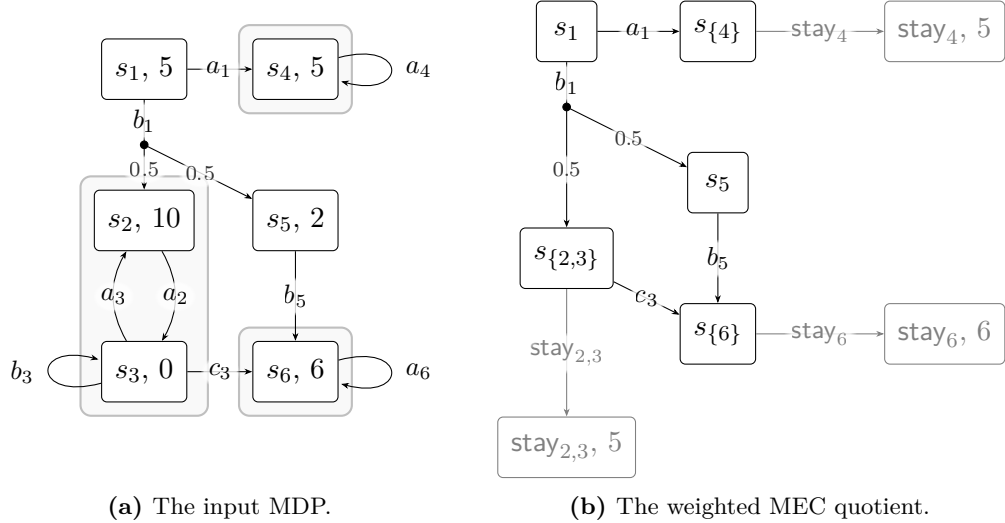 s₁, 5
a₁
s₄, 5
a₄
b₁
0.5
0.5
s₂, 10
s₅, 2
a₃
a₂
b₅
b₃
s₃, 0
c₃
s₆, 6
a₆
(a) The input MDP.
s₁
a₁
s_{4}
stay₄
stay₄, 5
b₁
0.5
0.5
s₅
s_{2,3}
b₅
c₃
s_{6}
stay₆
stay₆, 6
stay₂,₃
stay₂,₃, 5
(b) The weighted MEC quotient.